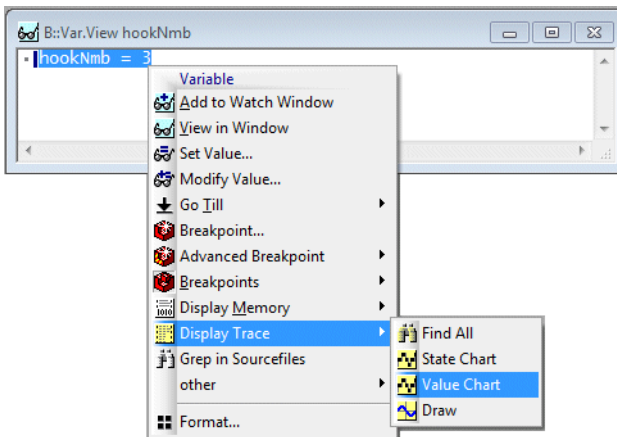 B::Var.View hookNmb
hookNmb = 3
Variable
Add to Watch Window
View in Window
Set Value...
Modify Value...
Go Till
Breakpoint...
Advanced Breakpoint
Breakpoints
Display Memory
Display Trace
Grep in Sourcefiles
other
Format...
Find All
State Chart
Value Chart
Draw